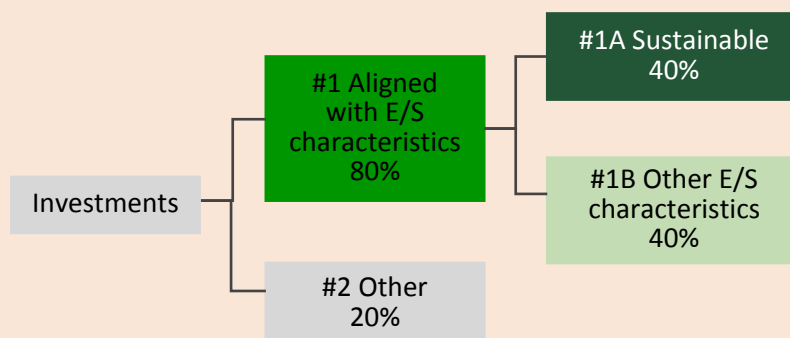 Investments
#1 Aligned
with E/S
characteristics
80%
#2 Other
20%
#1A Sustainable
40%
#1B Other E/S
characteristics
40%